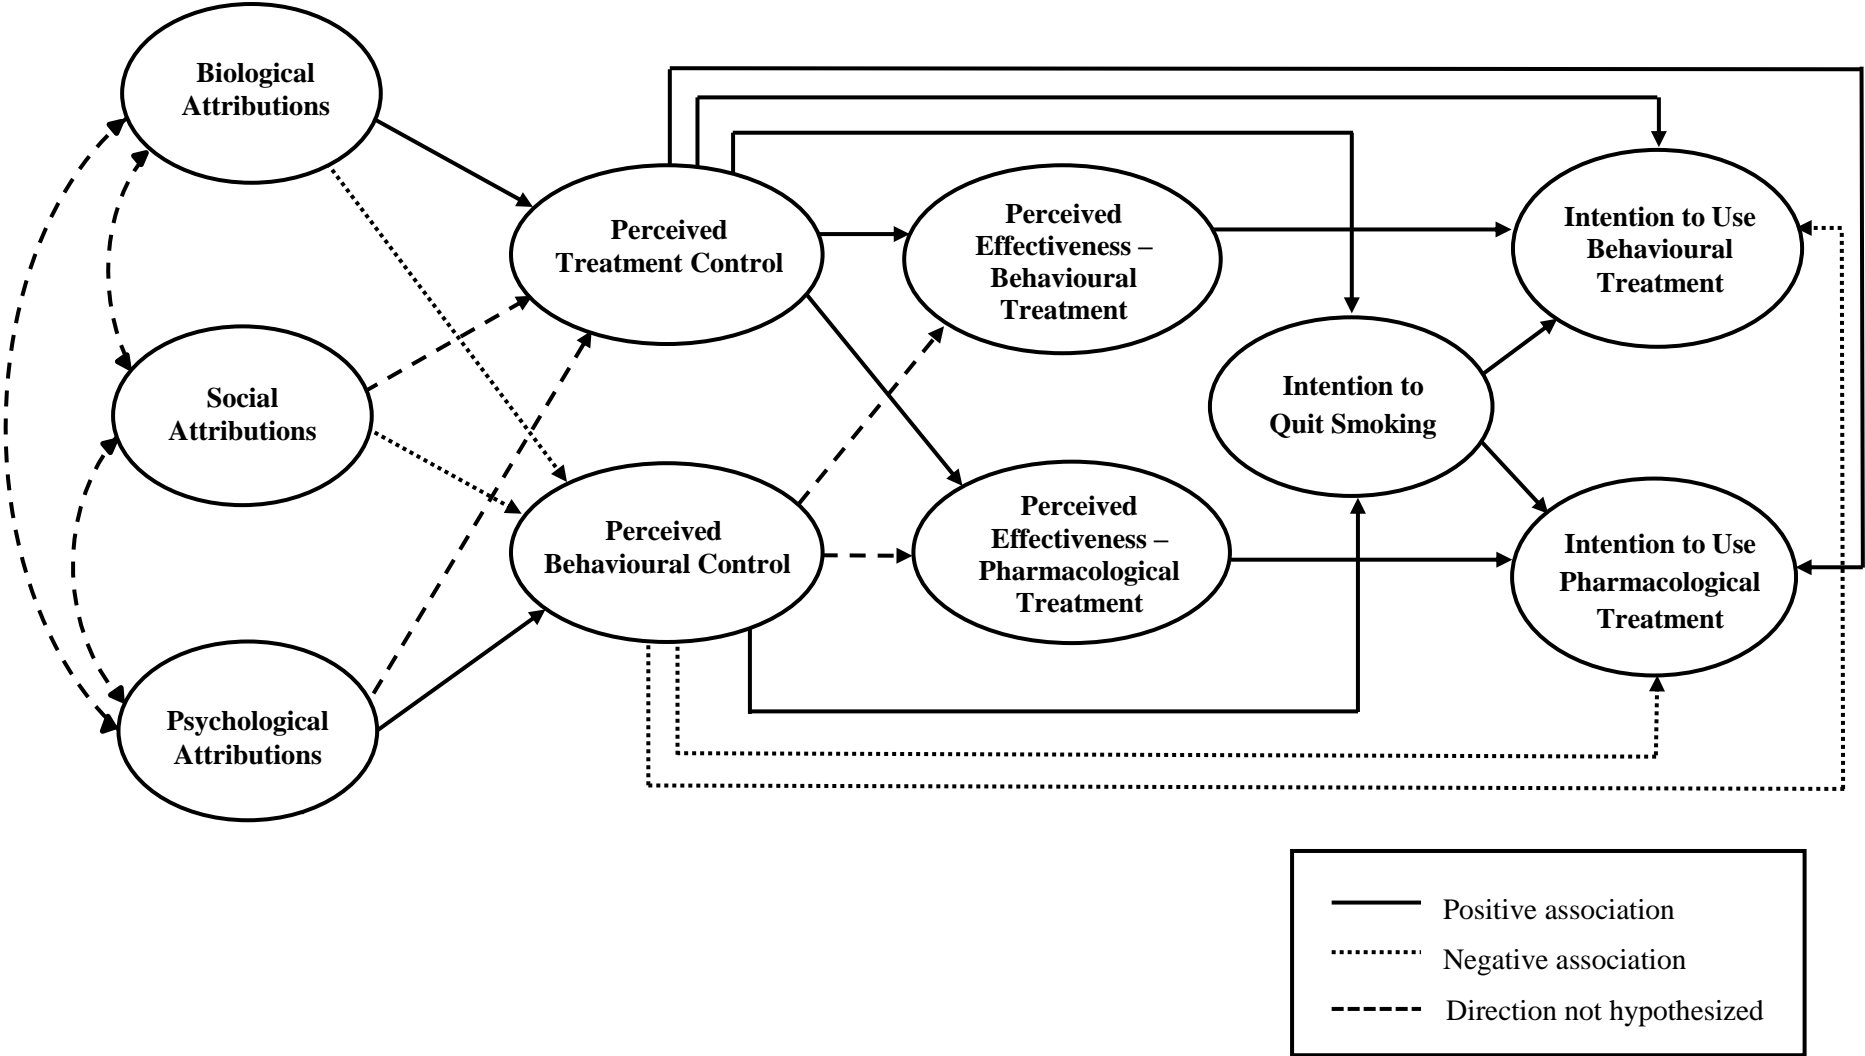 Biological
Attributions
Social
Attributions
Psychological
Attributions
Perceived
Treatment Control
Perceived
Behavioural Control
Perceived
Effectiveness –
Behavioural
Treatment
Perceived
Effectiveness –
Pharmacological
Treatment
Intention to
Quit Smoking
Intention to Use
Behavioural
Treatment
Intention to Use
Pharmacological
Treatment
Positive association
Negative association
Direction not hypothesized